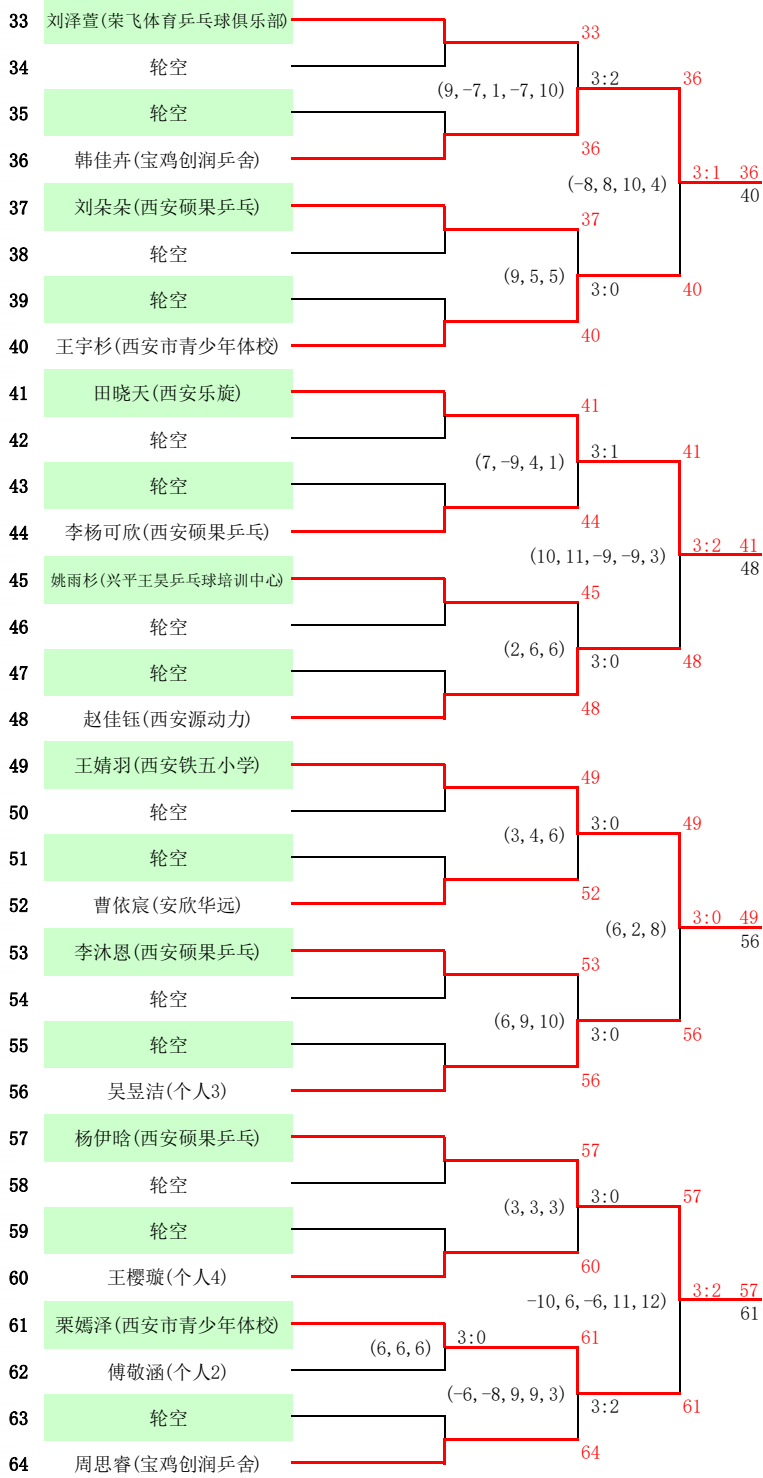 33 刘泽萱(荣飞体育乒乓球俱乐部)
33
34 轮空
(9,-7,1,-7,10) 3:2 36
35 轮空
36 韩佳卉(宝鸡创润乒舍)
36
(-8,8,10,4) 3:1 36
40
37 刘朵朵(西安硕果乒乓)
37
38 轮空
(9,5,5) 3:0 40
39 轮空
40 王宇杉(西安市青少年体校)
40
41 田晓天(西安乐旋)
41
42 轮空
(7,-9,4,1) 3:1 41
43 轮空
44 李杨可欣(西安硕果乒乓)
44
(10,11,-9,-9,3) 3:2 41
48
45 姚雨杉(兴平王昊乒乓球培训中心)
45
46 轮空
(2,6,6) 3:0 48
47 轮空
48 赵佳钰(西安源动力)
48
49 王婧羽(西安铁五小学)
49
50 轮空
(3,4,6) 3:0 49
51 轮空
52 曹依宸(安欣华远)
52
(6,2,8) 3:0 49
56
53 李沐恩(西安硕果乒乓)
53
54 轮空
(6,9,10) 3:0 56
55 轮空
56 吴昱洁(个人3)
56
57 杨伊晗(西安硕果乒乓)
57
58 轮空
(3,3,3) 3:0 57
59 轮空
60 王樱璇(个人4)
60
-10,6,-6,11,12) 3:2 57
61
61 栗嫣泽(西安市青少年体校)
(6,6,6) 3:0 61
62 傅敬涵(个人2)
(-6,-8,9,9,3) 3:2 61
63 轮空
64 周思睿(宝鸡创润乒舍)
64